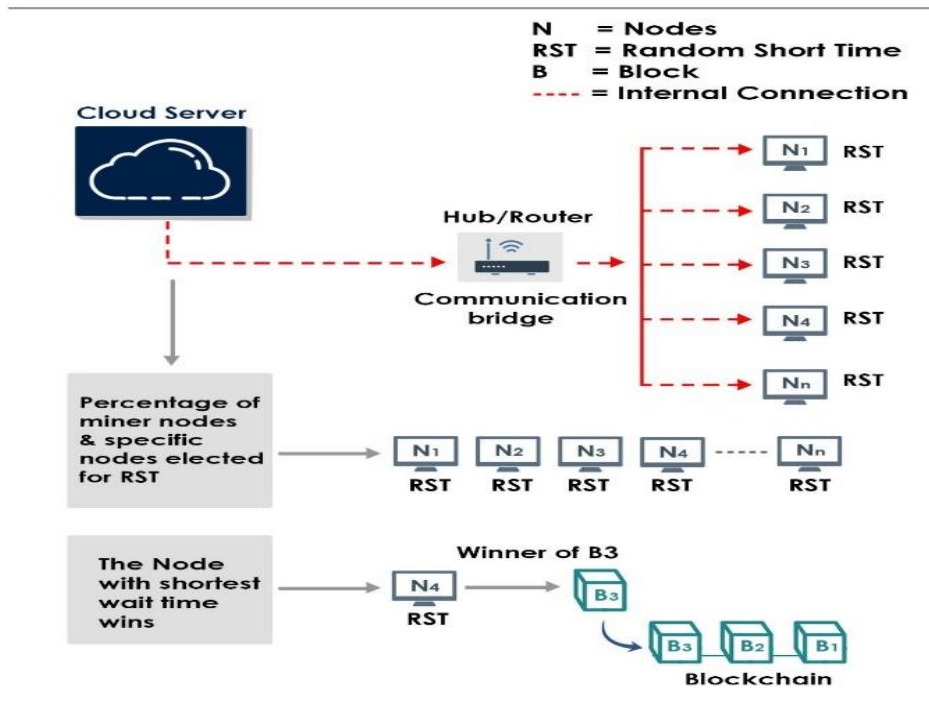 N = Nodes
RST = Random Short Time
B = Block
----- = Internal Connection
Cloud Server
Hub/Router
Communication
bridge
N1 RST
N2 RST
N3 RST
N4 RST
Nn RST
Percentage of
miner nodes
& specific
nodes elected
for RST
N1 N2 N3 N4 ----- Nn
RST RST RST RST RST
The Node
with shortest
wait time
wins
N4
RST
Winner of B3
B3
B3 B2 B1
Blockchain